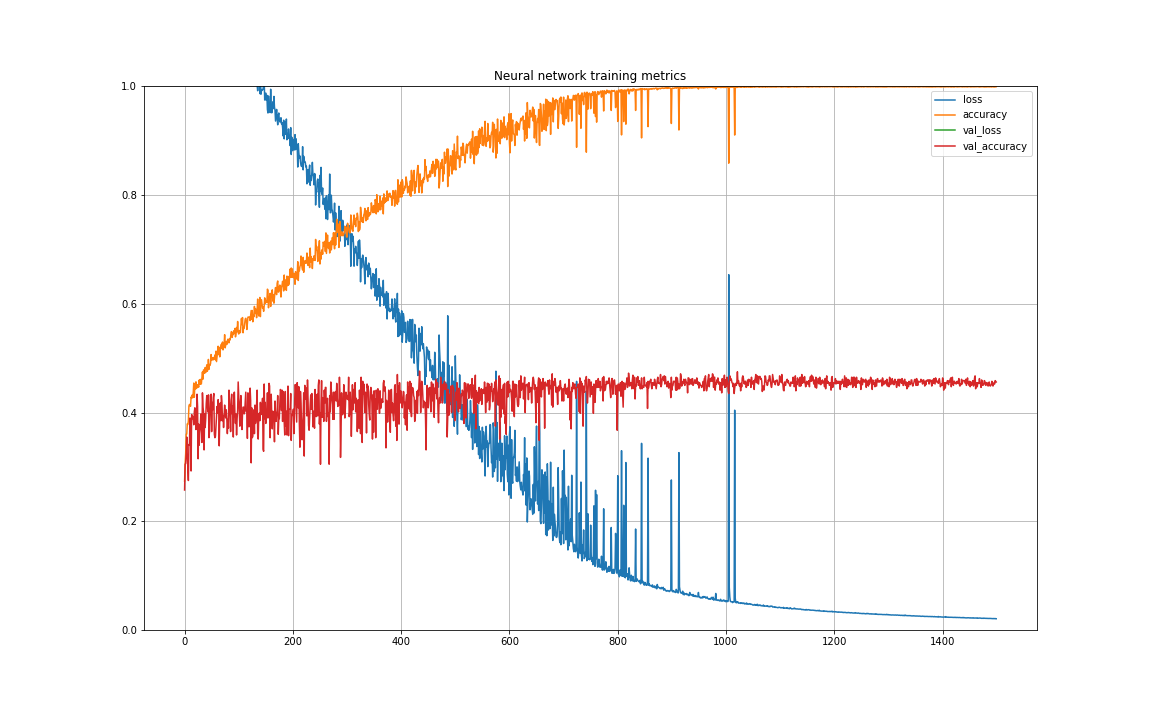 Neural network training metrics
1.0
0.8
0.6
0.4
0.2
0.0
loss
accuracy
val_loss
val_accuracy
0 200 400 600 800 1000 1200 1400